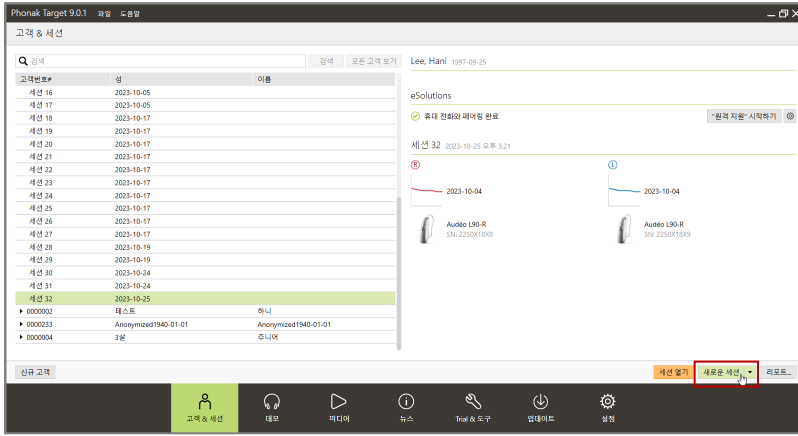 Phonak Target 9.0.1 파일 도움말
고객 & 세션
검색 검색 모든 고객 보기
고객번호# 성 이름
세션 16 2023-10-05
세션 17 2023-10-05
세션 18 2023-10-17
세션 19 2023-10-17
세션 20 2023-10-17
세션 21 2023-10-17
세션 22 2023-10-17
세션 23 2023-10-17
세션 24 2023-10-17
세션 25 2023-10-17
세션 26 2023-10-17
세션 27 2023-10-17
세션 28 2023-10-19
세션 29 2023-10-19
세션 30 2023-10-24
세션 31 2023-10-24
세션 32 2023-10-25
0000002 테스트 하니
0000233 Anonymized1940-01-01 Anonymized1940-01-01
0000004 3살 주니어
Lee, Hani 1997-09-25
eSolutions
휴대 전화와 페어링 완료 "원격 지원" 시작하기
세션 32 2023-10-25 오후 3:21
R L
2023-10-04 2023-10-04
Audéo L90-R Audéo L90-R
SN: 2250X18X8 SN: 2250X18X9
신규 고객 세션 열기 새로운 세션 리포트...
고객 & 세션 데모 미디어 뉴스 Trial & 도구 업데이트 설정